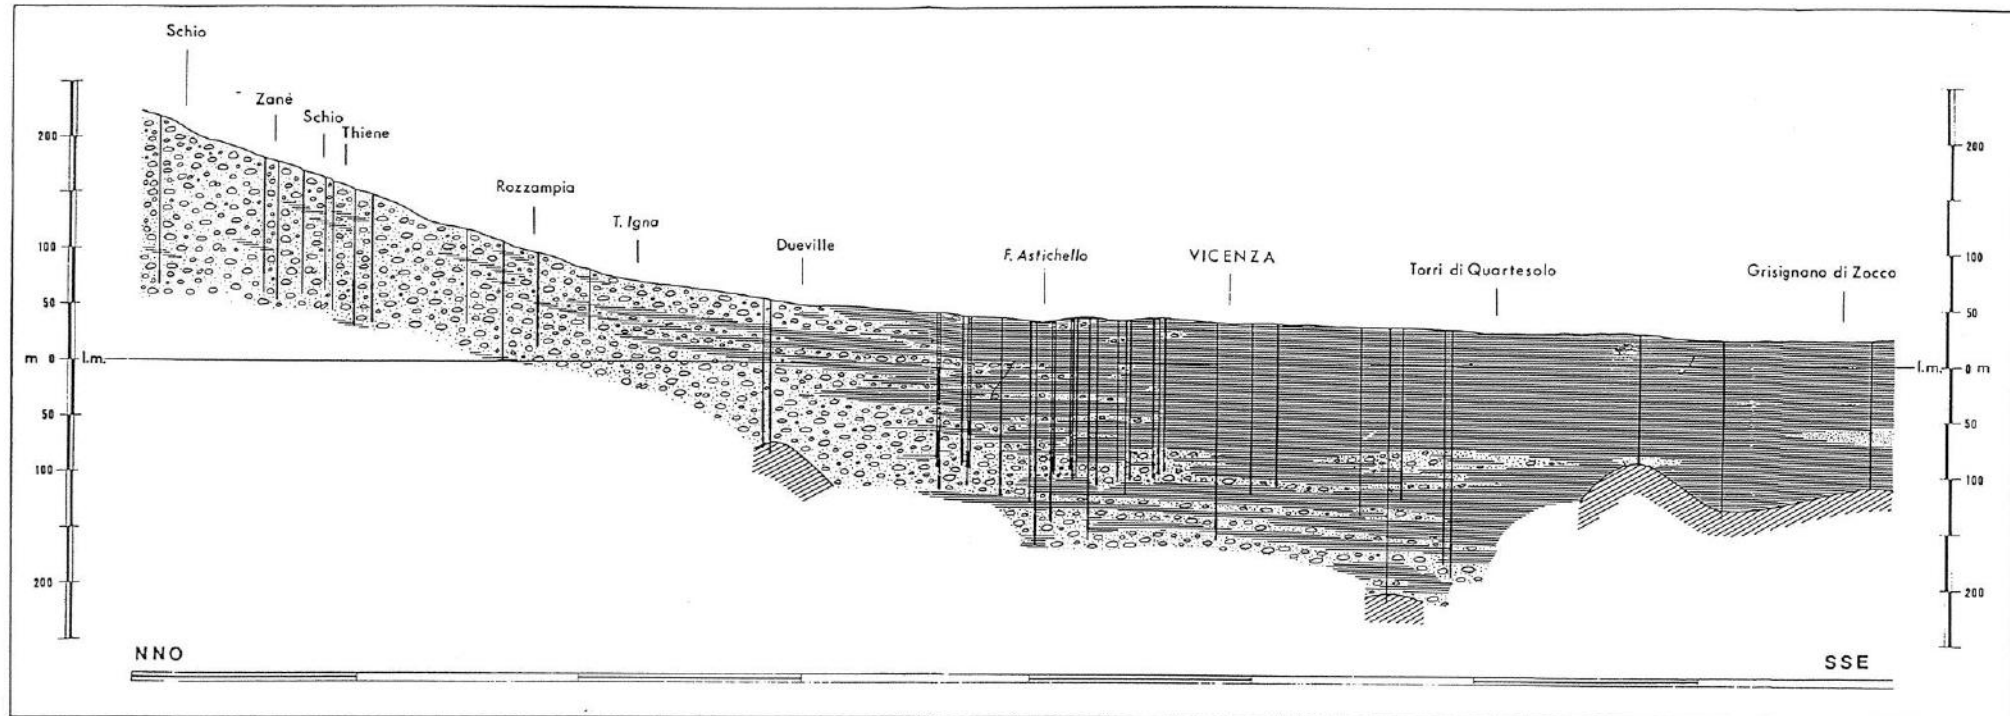 Schio
Zanè
Schio
Thiene
Rozzampia
T. Igna
Dueville
F. Astichello
VICENZA
Torri di Quartesolo
Grisignano di Zocco
200
100
50
m 0 l.m.
50
100
200
200
100
50
l.m. 0 m
50
100
200
NNO
SSE